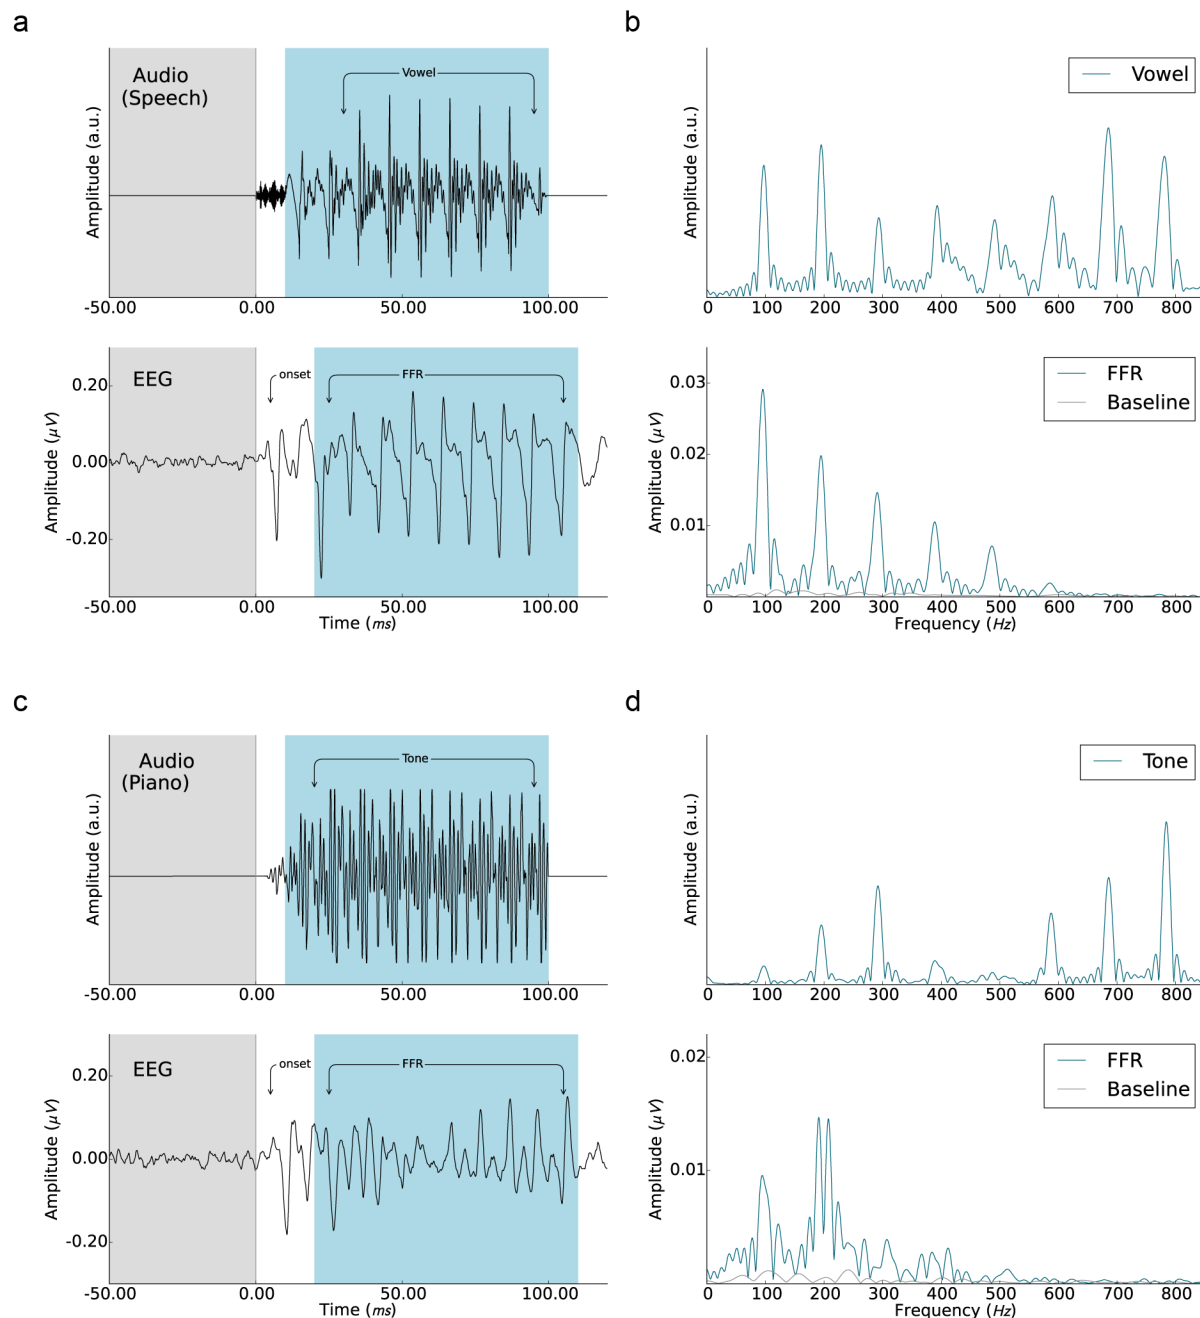 a
Audio
(Speech)
Vowel
Amplitude (a.u.)
-50.00 0.00 50.00 100.00
EEG
onset
FFR
0.20
0.00
-0.20
Amplitude (μV)
-50.00 0.00 50.00 100.00
Time (ms)
b
Vowel
Amplitude (a.u.)
0 100 200 300 400 500 600 700 800
FFR
Baseline
0.03
0.02
0.01
Amplitude (μV)
0 100 200 300 400 500 600 700 800
Frequency (Hz)
c
Audio
(Piano)
Tone
Amplitude (a.u.)
-50.00 0.00 50.00 100.00
EEG
onset
FFR
0.20
0.00
-0.20
Amplitude (μV)
-50.00 0.00 50.00 100.00
Time (ms)
d
Tone
Amplitude (a.u.)
0 100 200 300 400 500 600 700 800
FFR
Baseline
0.02
0.01
Amplitude (μV)
0 100 200 300 400 500 600 700 800
Frequency (Hz)